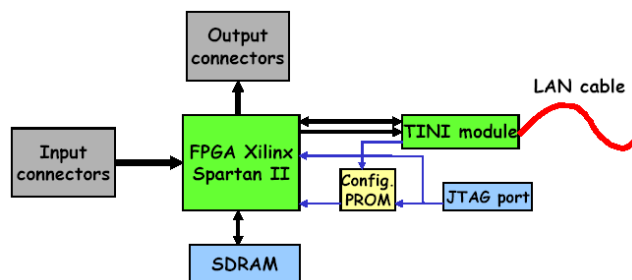 Output
connectors
LAN cable
TINI module
Input
connectors
FPGA Xilinx
Spartan II
Config.
PROM
JTAG port
SDRAM